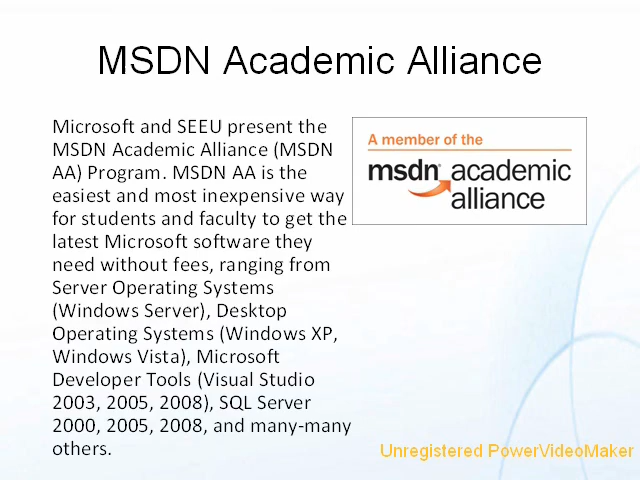 MSDN Academic Alliance
Microsoft and SEEU present the
MSDN Academic Alliance (MSDN
AA) Program. MSDN AA is the
easiest and most inexpensive way
for students and faculty to get the
latest Microsoft software they
need without fees, ranging from
Server Operating Systems
(Windows Server), Desktop
Operating Systems (Windows XP,
Windows Vista), Microsoft
Developer Tools (Visual Studio
2003, 2005, 2008), SQL Server
2000, 2005, 2008, and many-many
others.
A member of the
msdn academic
alliance
Unregistered PowerVideoMaker